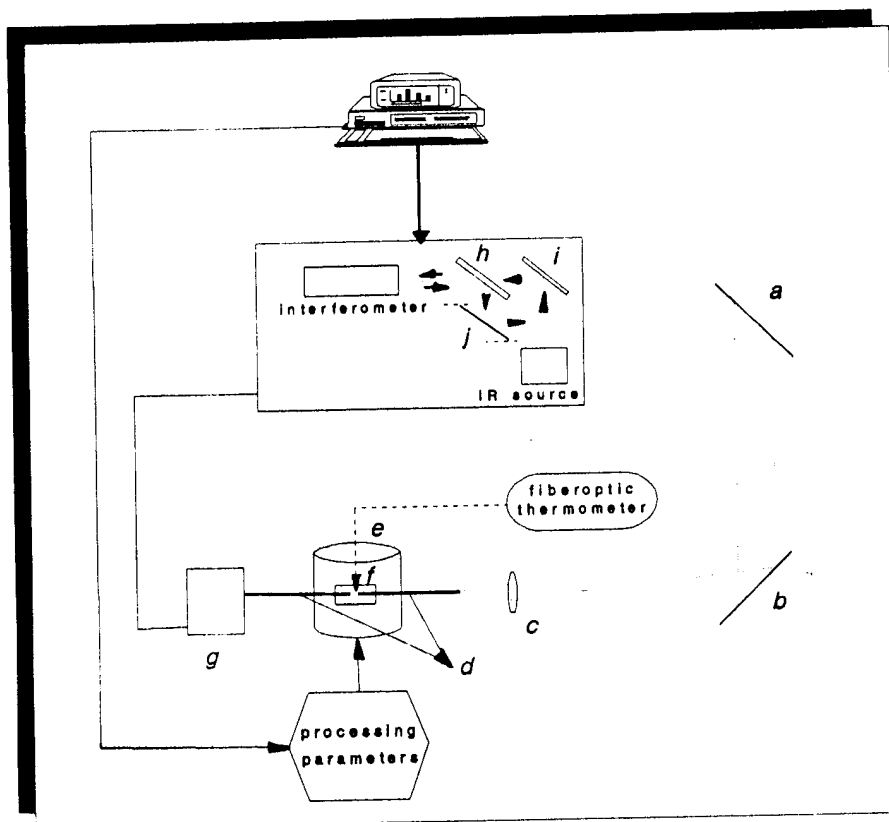 h
i
a
Interferometer
j
IR source
fiberoptic
thermometer
e
f
c
b
g
d
processing
parameters